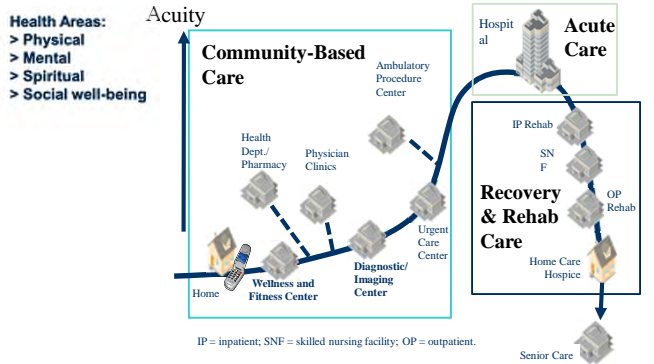 Health Areas:
> Physical
> Mental
> Spiritual
> Social well-being
Acuity
Community-Based
Care
Ambulatory
Procedure
Center
Health
Dept./
Pharmacy
Physician
Clinics
Urgent
Care
Center
Home
Wellness and
Fitness Center
Diagnostic/
Imaging
Center
Hospit
al
Acute
Care
IP Rehab
SN
F
OP
Rehab
Recovery
& Rehab
Care
Home Care
Hospice
Senior Care
IP = inpatient; SNF = skilled nursing facility; OP = outpatient.